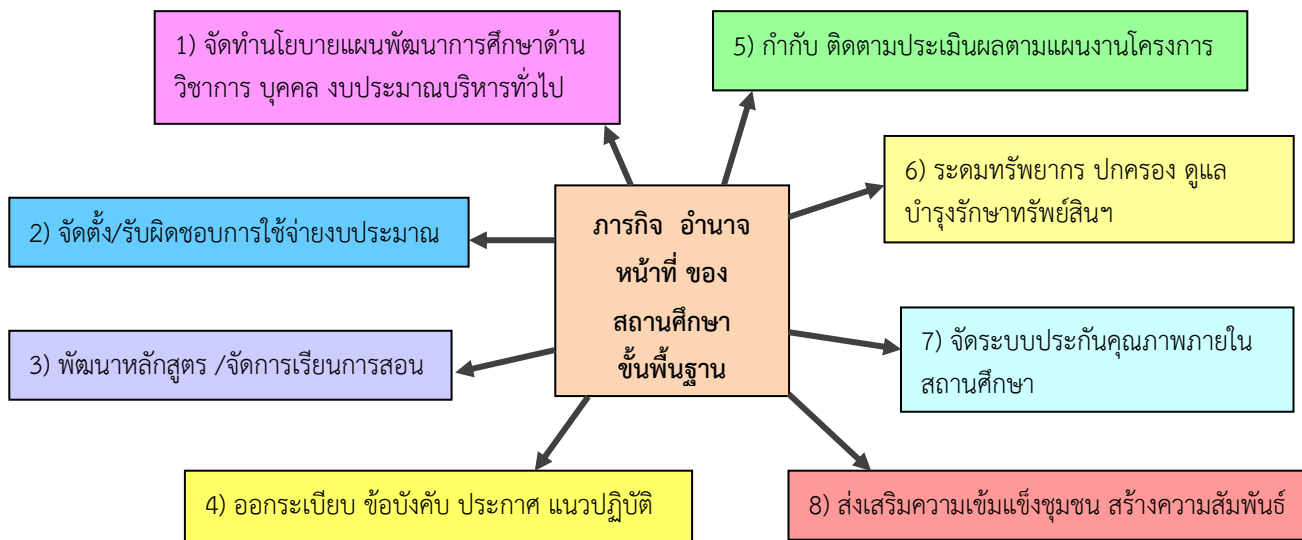 1) จัดทำนโยบายแผนพัฒนาการศึกษาด้าน
วิชาการ บุคคล งบประมาณบริหารทั่วไป
2) จัดตั้ง/รับผิดชอบการใช้จ่ายงบประมาณ
3) พัฒนาหลักสูตร /จัดการเรียนการสอน
4) ออกระเบียบ ข้อบังคับ ประกาศ แนวปฏิบัติ
ภารกิจ อำนาจ
หน้าที่ ของ
สถานศึกษา
ขั้นพื้นฐาน
5) กำกับ ติดตามประเมินผลตามแผนงานโครงการ
6) ระดมทรัพยากร ปกครอง ดูแล
บำรุงรักษาทรัพย์สินฯ
7) จัดระบบประกันคุณภาพภายใน
สถานศึกษา
8) ส่งเสริมความเข้มแข็งชุมชน สร้างความสัมพันธ์